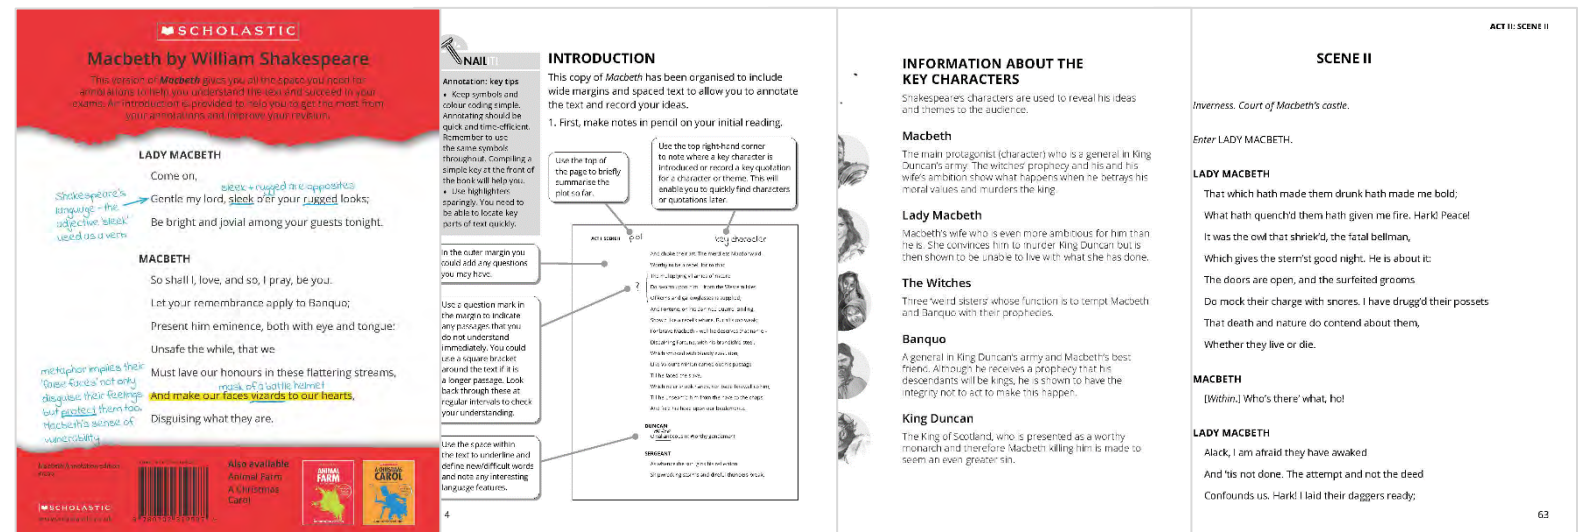 SCHOLASTIC
Macbeth by William Shakespeare
This version of Macbeth gives you all the space you need for
annotations to help you understand the text and succeed in your
exams. An introduction is provided to help you to get the most from
your annotations and improve your revision.
LADY MACBETH
Come on,
sleek + rugged are opposites
Gentle my lord, sleek o'er your rugged looks;
Be bright and jovial among your guests tonight.
Shakespeare's
language – the
adjective 'sleek'
used as a verb
MACBETH
So shall I, love, and so, I pray, be you.
Let your remembrance apply to Banquo;
Present him eminence, both with eye and tongue:
Unsafe the while, that we
Must lave our honours in these flattering streams,
mask of a battle helmet
And make our faces vizards to our hearts,
Disguising what they are.
metaphor implies their
'false faces' not only
disguise their feelings
but protect them too.
Macbeth's sense of
vulnerability
Also available
Animal Farm
A Christmas
Carol
ANIMAL
FARM
A CHRISTMAS
CAROL
SCHOLASTIC
NAIL IT!
Annotation: key tips
• Keep symbols and
colour coding simple.
Annotating should be
quick and time-efficient.
Remember to use
the same symbols
throughout. Compiling a
simple key at the front of
the book will help you.
• Use highlighters
sparingly. You need to
be able to locate key
parts of text quickly.
INTRODUCTION
This copy of Macbeth has been organised to include
wide margins and spaced text to allow you to annotate
the text and record your ideas.
1. First, make notes in pencil on your initial reading.
Use the top of
the page to briefly
summarise the
plot so far.
Use the top right-hand corner
to note where a key character is
introduced or record a key quotation
for a character or theme. This will
enable you to quickly find characters
or quotations later.
In the outer margin you
could add any questions
you may have.
Use a question mark in
the margin to indicate
any passages that you
do not understand
immediately. You could
use a square bracket
around the text if it is
a longer passage. Look
back through these at
regular intervals to check
your understanding.
Use the space within
the text to underline and
define new/difficult words
and note any interesting
language features.
key character
?
DUNCAN
SERGEANT
4
INFORMATION ABOUT THE
KEY CHARACTERS
Shakespeare's characters are used to reveal his ideas
and themes to the audience.
Macbeth
The main protagonist (character) who is a general in King
Duncan's army. The witches' prophecy and his and his
wife's ambition show what happens when he betrays his
moral values and murders the king.
Lady Macbeth
Macbeth's wife who is even more ambitious for him than
he is. She convinces him to murder King Duncan but is
then shown to be unable to live with what she has done.
The Witches
Three 'weird sisters' whose function is to tempt Macbeth
and Banquo with their prophecies.
Banquo
A general in King Duncan's army and Macbeth's best
friend. Although he receives a prophecy that his
descendants will be kings, he is shown to have the
integrity not to act to make this happen.
King Duncan
The King of Scotland, who is presented as a worthy
monarch and therefore Macbeth killing him is made to
seem an even greater sin.
ACT II: SCENE II
SCENE II
Inverness. Court of Macbeth's castle.
Enter LADY MACBETH.
LADY MACBETH
That which hath made them drunk hath made me bold;
What hath quench'd them hath given me fire. Hark! Peace!
It was the owl that shriek'd, the fatal bellman,
Which gives the stern'st good night. He is about it:
The doors are open, and the surfeited grooms
Do mock their charge with snores. I have drugg'd their possets
That death and nature do contend about them,
Whether they live or die.
MACBETH
[Within.] Who's there' what, ho!
LADY MACBETH
Alack, I am afraid they have awaked
And 'tis not done. The attempt and not the deed
Confounds us. Hark! I laid their daggers ready;
63